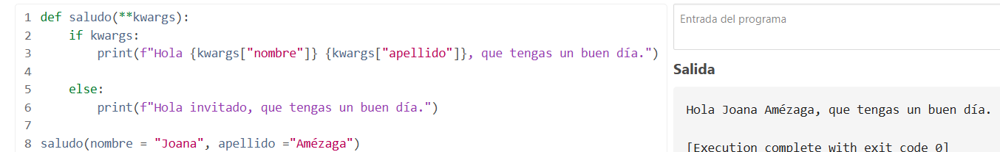 1 def saludo(**kwargs):
2     if kwargs:
3         print(f"Hola {kwargs["nombre"]} {kwargs["apellido"]}, que tengas un buen día.")
4
5     else:
6         print(f"Hola invitado, que tengas un buen día.")
7
8 saludo(nombre = "Joana", apellido ="Amézaga")
Entrada del programa
Salida
Hola Joana Amézaga, que tengas un buen día.
[Execution complete with exit code 0]